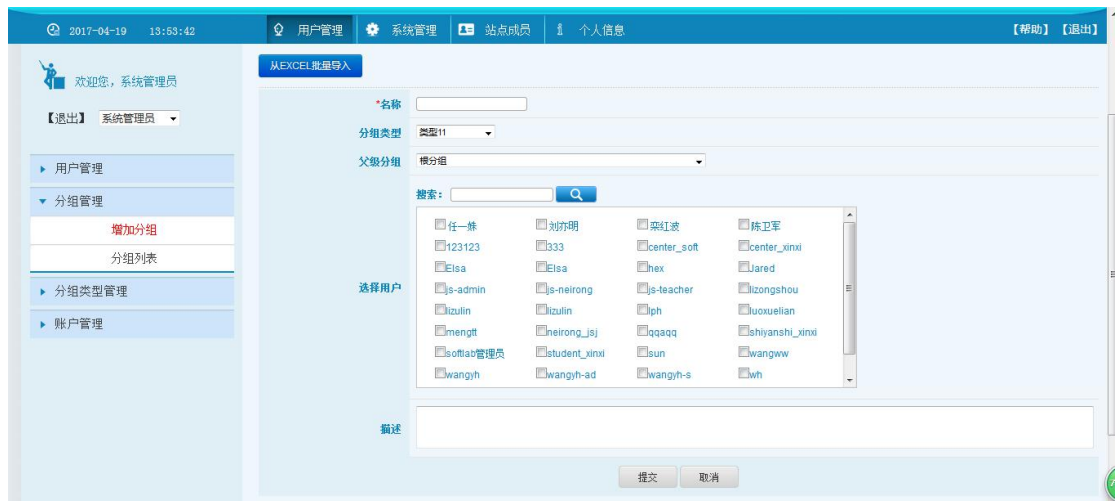 2017-04-19 13:53:42 用户管理 系统管理 站点成员 i 个人信息 【帮助】 【退出】
欢迎您，系统管理员
【退出】 系统管理员
用户管理
分组管理
增加分组
分组列表
分组类型管理
账户管理
从EXCEL批量导入
*名称
分组类型 类型11
父级分组 根分组
搜索：
选择用户
任一姝 刘亦明 栾红波 陈卫军
123123 333 center_soft center_xinxi
Elsa Elsa hex Jared
js-admin js-neirong js-teacher lizongshou
lizulin lizulin lph luoxuelian
mengtt neirong_jsj qqaqq shiyanshi_xinxi
softlab管理员 student_xinxi sun wangww
wangyh wangyh-ad wangyh-s wh
描述
提交 取消